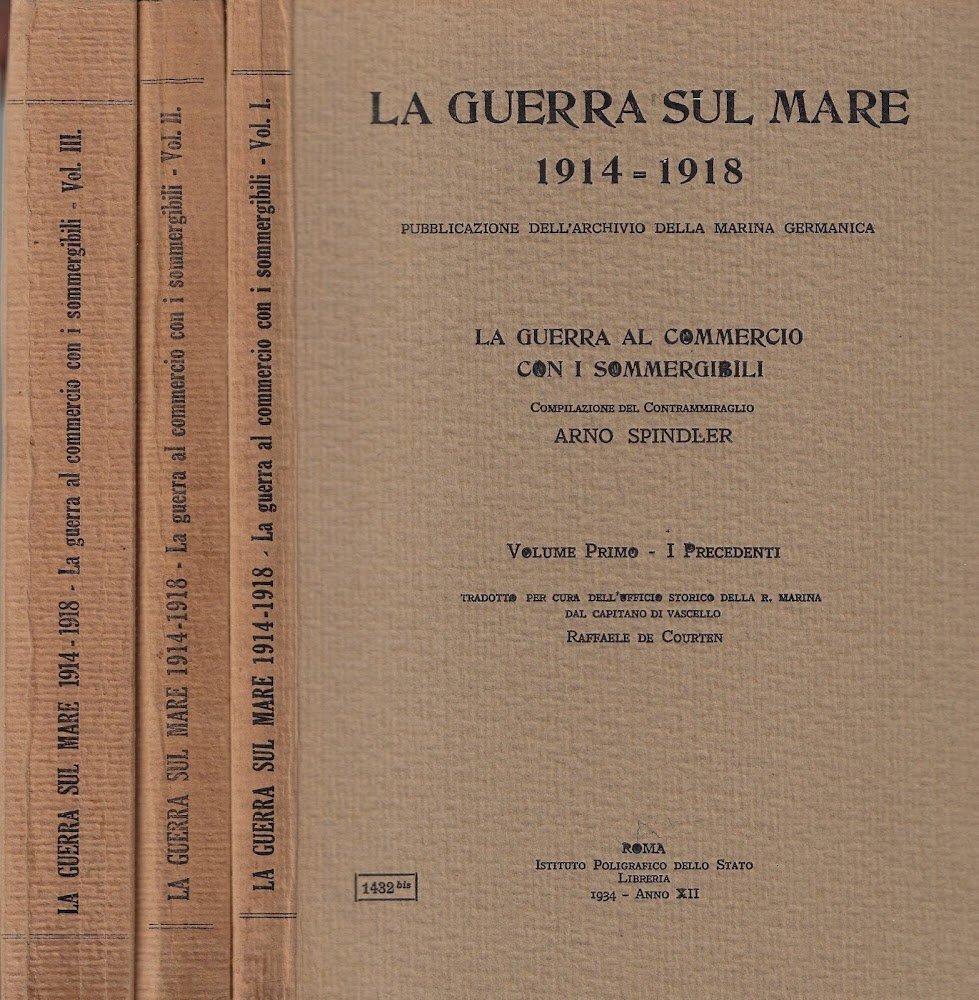 LA GUERRA SUL MARE 1914-1918 - La guerra al commercio con i sommergibili - Vol. III.
LA GUERRA SUL MARE 1914-1918 - La guerra al commercio con i sommergibili - Vol. II.
LA GUERRA SUL MARE 1914-1918 - La guerra al commercio con i sommergibili - Vol. I.
LA GUERRA SUL MARE
1914=1918
PUBBLICAZIONE DELL'ARCHIVIO DELLA MARINA GERMANICA
LA GUERRA AL COMMERCIO
CON I SOMMERGIBILI
COMPILAZIONE DEL CONTRAMMIRAGLIO
ARNO SPINDLER
VOLUME PRIMO - I PRECEDENTI
TRADOTTO PER CURA DELL'UFFICIO STORICO DELLA R. MARINA
DAL CAPITANO DI VASCELLO
RAFFAELE DE COURTEN
ROMA
ISTITUTO POLIGRAFICO DELLO STATO
LIBRERIA
1934 - ANNO XII
1432 bis